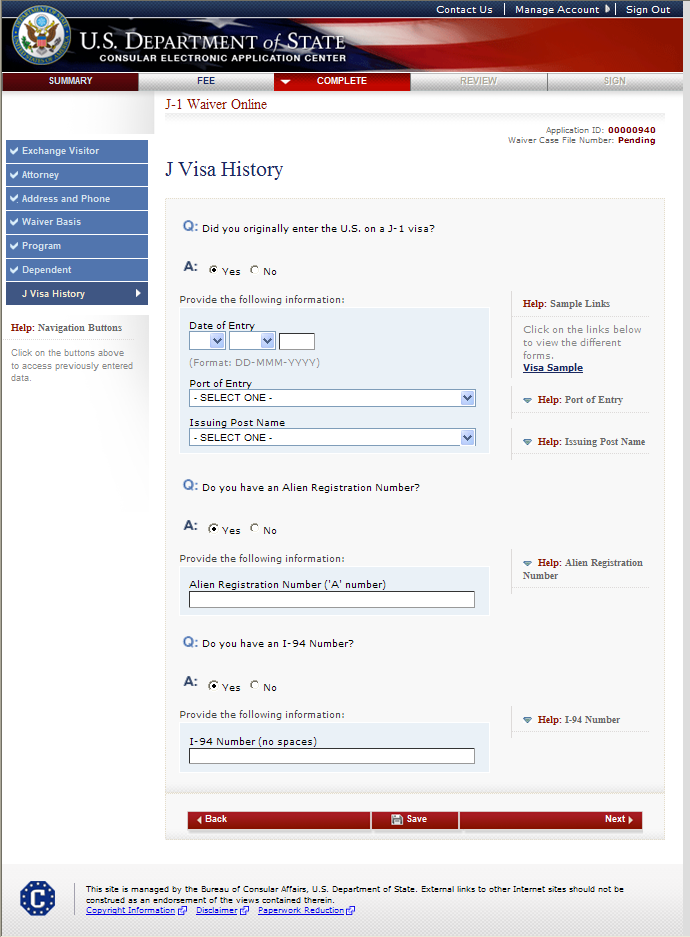 Contact Us | Manage Account | Sign Out
U.S. DEPARTMENT of STATE
CONSULAR ELECTRONIC APPLICATION CENTER
SUMMARY FEE COMPLETE REVIEW SIGN
J-1 Waiver Online
Application ID: 00000940
Waiver Case File Number: Pending
Exchange Visitor
Attorney
Address and Phone
Waiver Basis
Program
Dependent
J Visa History
Help: Navigation Buttons
Click on the buttons above
to access previously entered
data.
J Visa History
Q: Did you originally enter the U.S. on a J-1 visa?
A: Yes No
Provide the following information:
Date of Entry
(Format: DD-MMM-YYYY)
Port of Entry
- SELECT ONE -
Issuing Post Name
- SELECT ONE -
Help: Sample Links
Click on the links below
to view the different
forms.
Visa Sample
Help: Port of Entry
Help: Issuing Post Name
Q: Do you have an Alien Registration Number?
A: Yes No
Provide the following information:
Alien Registration Number ('A' number)
Help: Alien Registration
Number
Q: Do you have an I-94 Number?
A: Yes No
Provide the following information:
I-94 Number (no spaces)
Help: I-94 Number
Back Save Next
This site is managed by the Bureau of Consular Affairs, U.S. Department of State. External links to other Internet sites should not be
construed as an endorsement of the views contained therein.
Copyright Information Disclaimer Paperwork Reduction